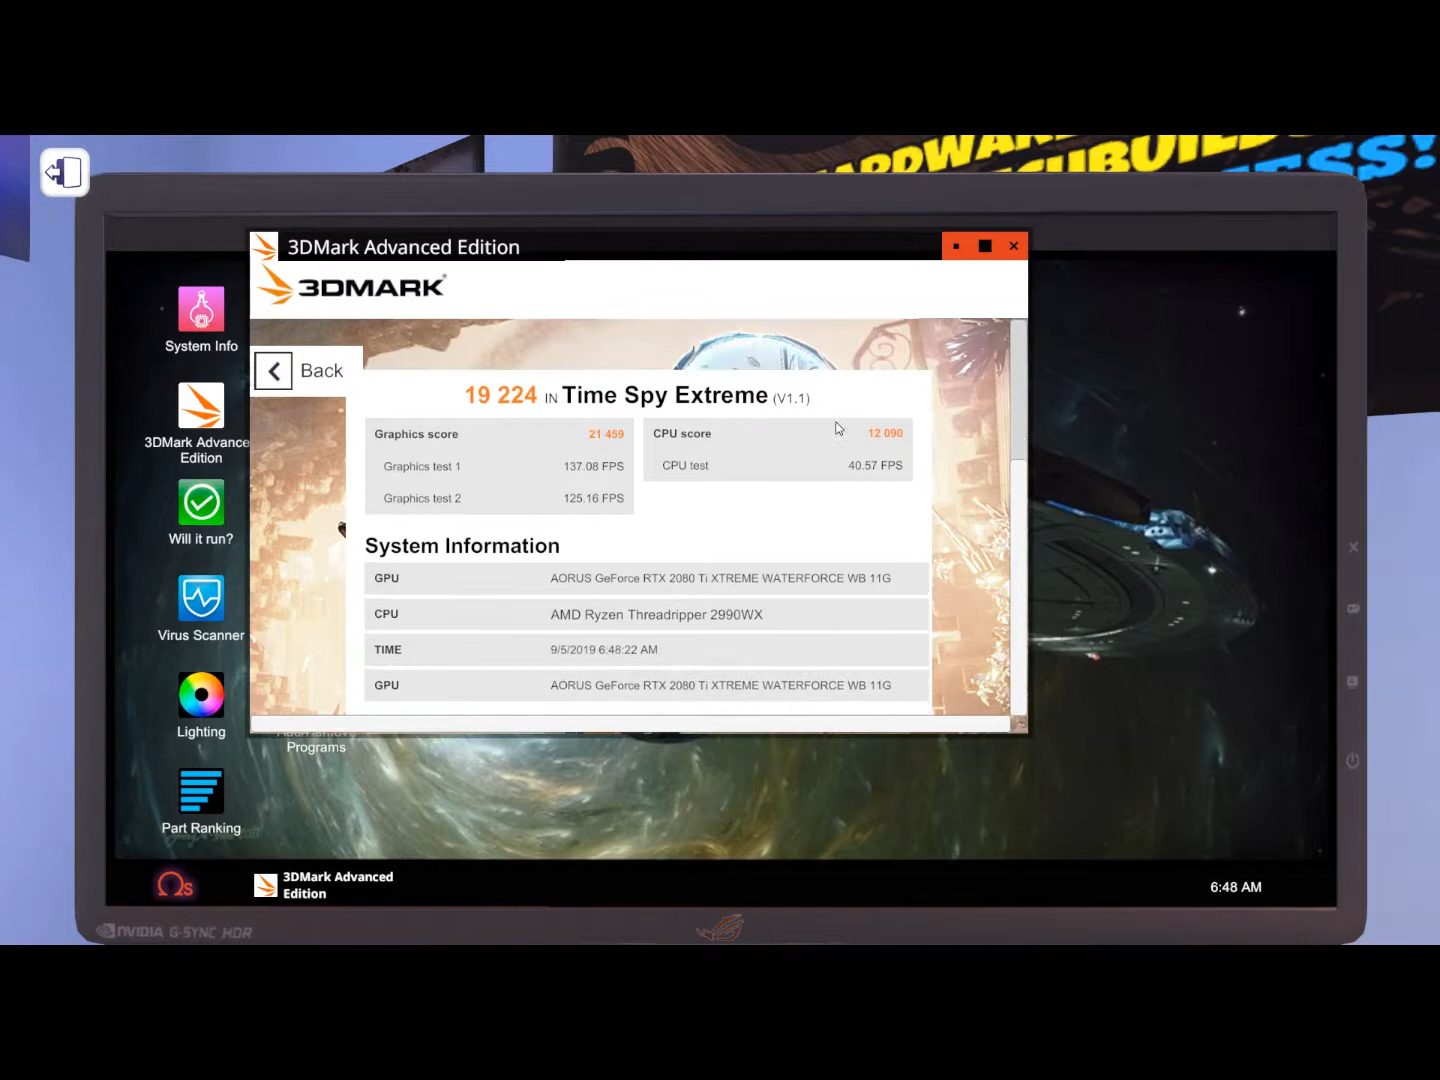 HARDWARE
ESS!
3DMark Advanced Edition
3DMARK
Back
19 224 IN Time Spy Extreme (V1.1)
Graphics score 21 459
Graphics test 1 137.08 FPS
Graphics test 2 125.16 FPS
CPU score 12 090
CPU test 40.57 FPS
System Information
GPU AORUS GeForce RTX 2080 Ti XTREME WATERFORCE WB 11G
CPU AMD Ryzen Threadripper 2990WX
TIME 9/5/2019 6:48:22 AM
GPU AORUS GeForce RTX 2080 Ti XTREME WATERFORCE WB 11G
System Info
3DMark Advance
Edition
Will it run?
Virus Scanner
Lighting
Part Ranking
Programs
Ωs
3DMark Advanced
Edition
6:48 AM
NVIDIA G-SYNC HDR